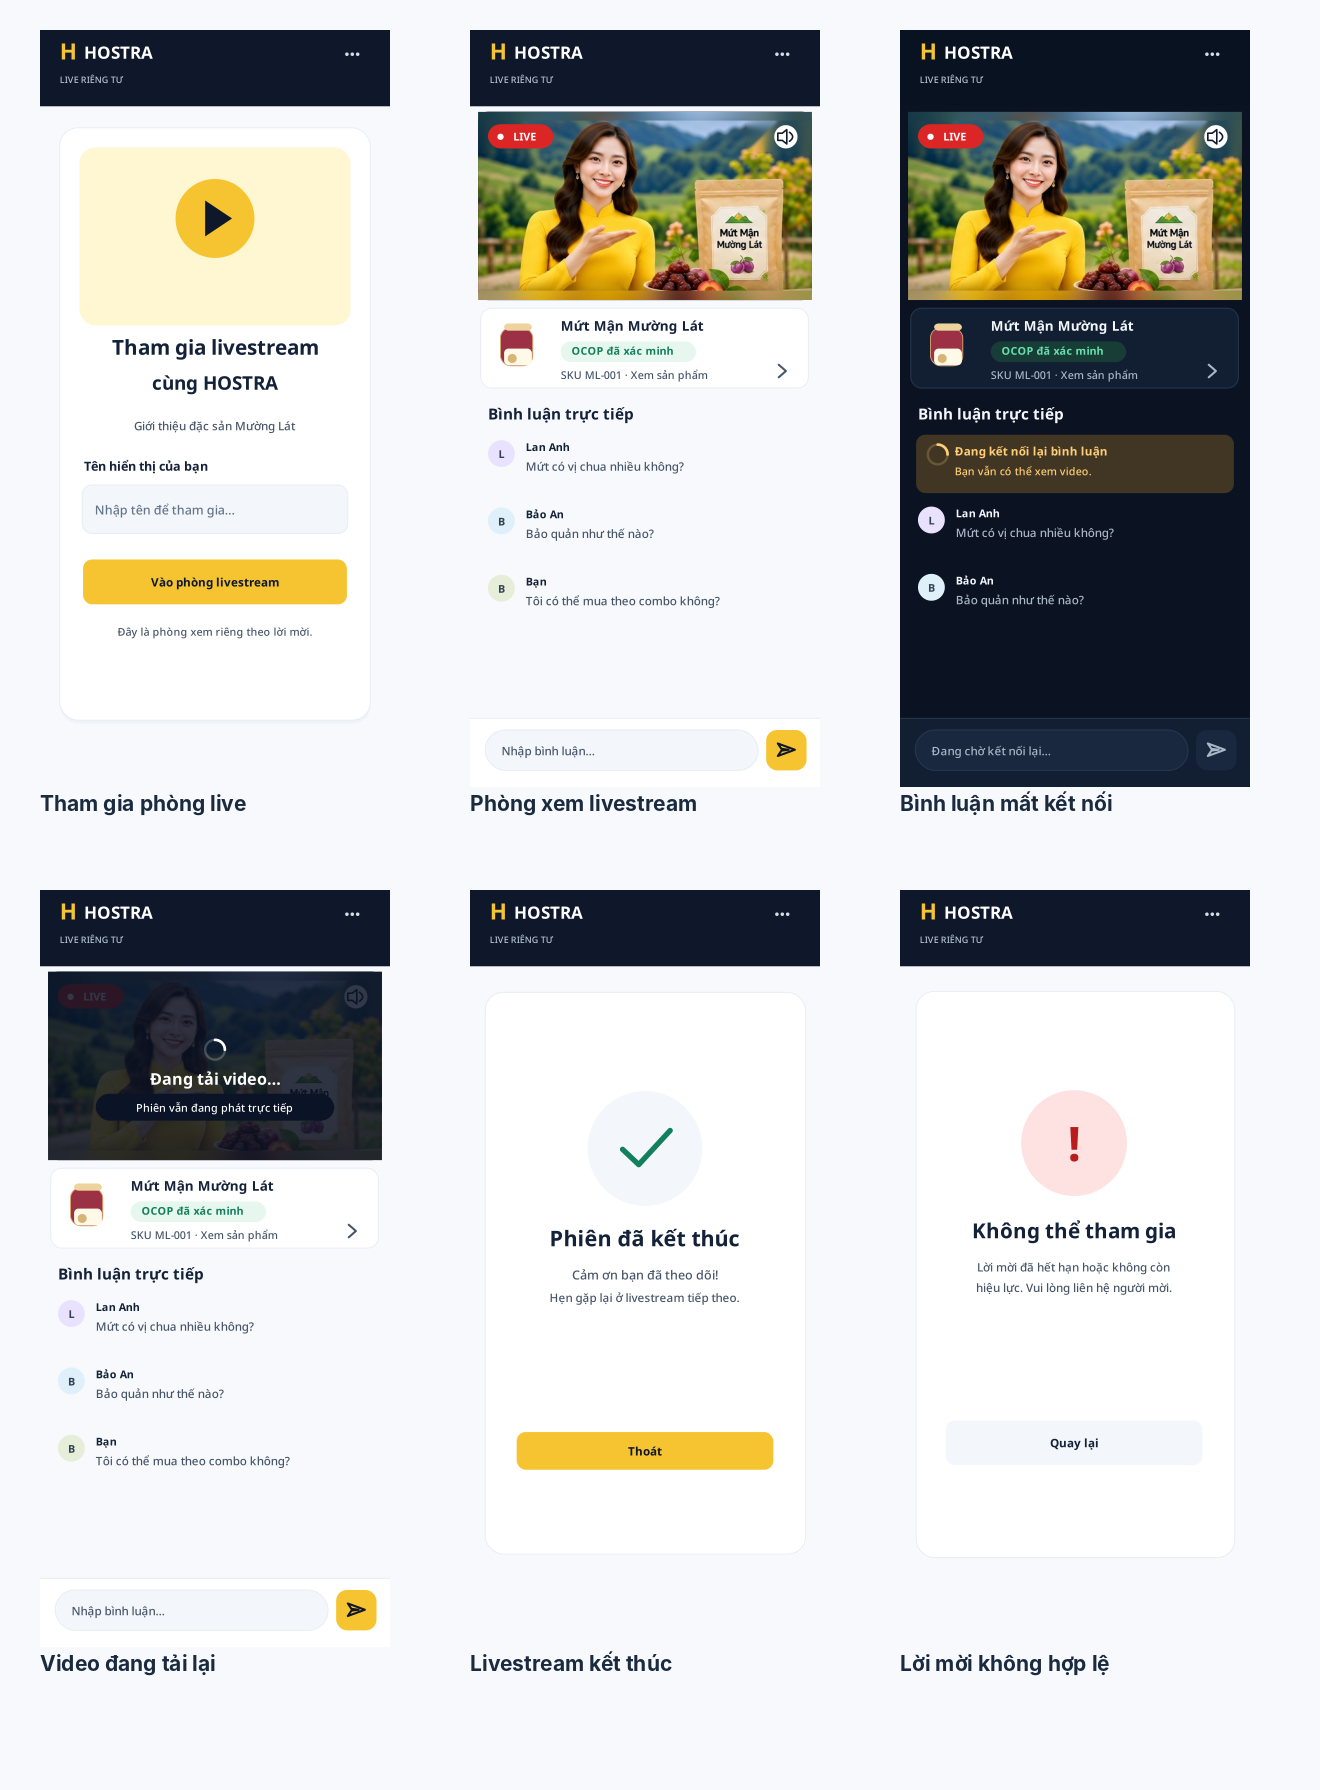 H HOSTRA
LIVE RIÊNG TƯ
Tham gia livestream
cùng HOSTRA
Giới thiệu đặc sản Mường Lát
Tên hiển thị của bạn
Nhập tên để tham gia...
Vào phòng livestream
Đây là phòng xem riêng theo lời mời.
Tham gia phòng live
H HOSTRA
LIVE RIÊNG TƯ
LIVE
Mứt Mận
Mường Lát
Mứt Mận Mường Lát
OCOP đã xác minh
SKU ML-001 · Xem sản phẩm
Bình luận trực tiếp
L
Lan Anh
Mứt có vị chua nhiều không?
B
Bảo An
Bảo quản như thế nào?
B
Bạn
Tôi có thể mua theo combo không?
Nhập bình luận...
Phòng xem livestream
H HOSTRA
LIVE RIÊNG TƯ
LIVE
Mứt Mận
Mường Lát
Mứt Mận Mường Lát
OCOP đã xác minh
SKU ML-001 · Xem sản phẩm
Bình luận trực tiếp
Đang kết nối lại bình luận
Bạn vẫn có thể xem video.
L
Lan Anh
Mứt có vị chua nhiều không?
B
Bảo An
Bảo quản như thế nào?
Đang chờ kết nối lại...
Bình luận mất kết nối
H HOSTRA
LIVE RIÊNG TƯ
LIVE
Đang tải video...
Mứt Mận
Phiên vẫn đang phát trực tiếp
Mứt Mận Mường Lát
OCOP đã xác minh
SKU ML-001 · Xem sản phẩm
Bình luận trực tiếp
L
Lan Anh
Mứt có vị chua nhiều không?
B
Bảo An
Bảo quản như thế nào?
B
Bạn
Tôi có thể mua theo combo không?
Nhập bình luận...
Video đang tải lại
H HOSTRA
LIVE RIÊNG TƯ
Phiên đã kết thúc
Cảm ơn bạn đã theo dõi!
Hẹn gặp lại ở livestream tiếp theo.
Thoát
Livestream kết thúc
H HOSTRA
LIVE RIÊNG TƯ
!
Không thể tham gia
Lời mời đã hết hạn hoặc không còn
hiệu lực. Vui lòng liên hệ người mời.
Quay lại
Lời mời không hợp lệ